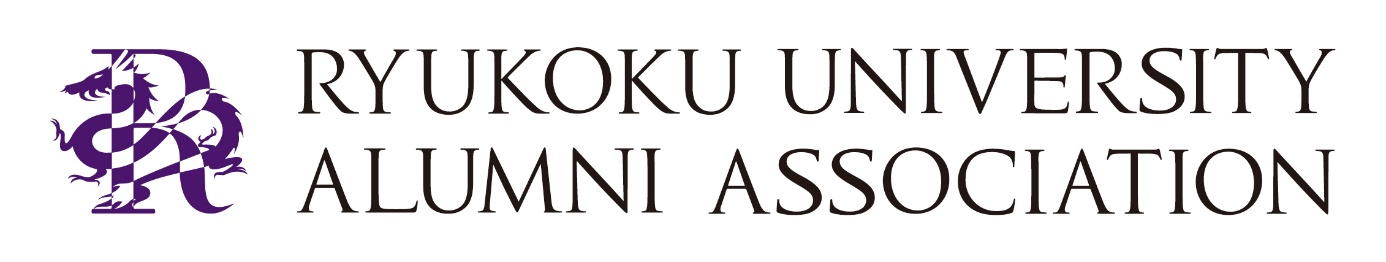 R
RYUKOKU UNIVERSITY
ALUMNI ASSOCIATION